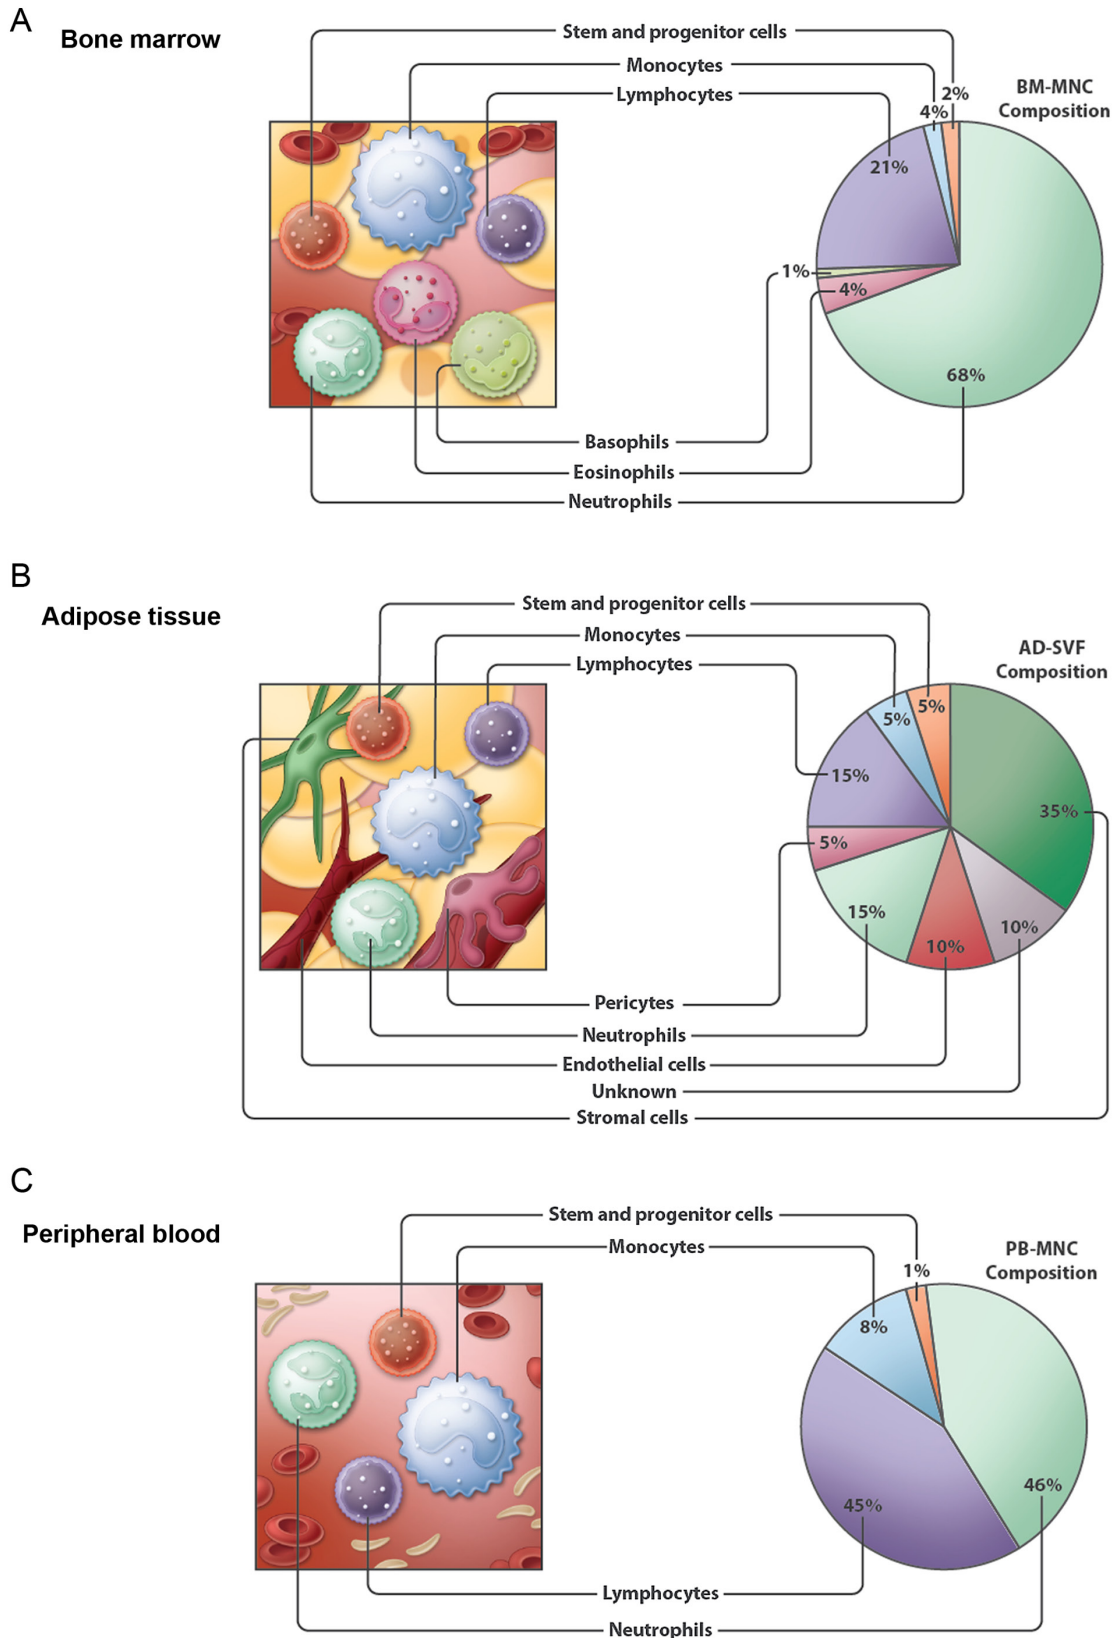 A
Bone marrow
Stem and progenitor cells
Monocytes
Lymphocytes
BM-MNC
Composition
2%
4%
21%
1%
4%
68%
Basophils
Eosinophils
Neutrophils
B
Adipose tissue
Stem and progenitor cells
Monocytes
Lymphocytes
AD-SVF
Composition
5%
5%
15%
35%
5%
15%
10%
10%
Pericytes
Neutrophils
Endothelial cells
Unknown
Stromal cells
C
Peripheral blood
Stem and progenitor cells
Monocytes
PB-MNC
Composition
1%
8%
46%
45%
Lymphocytes
Neutrophils